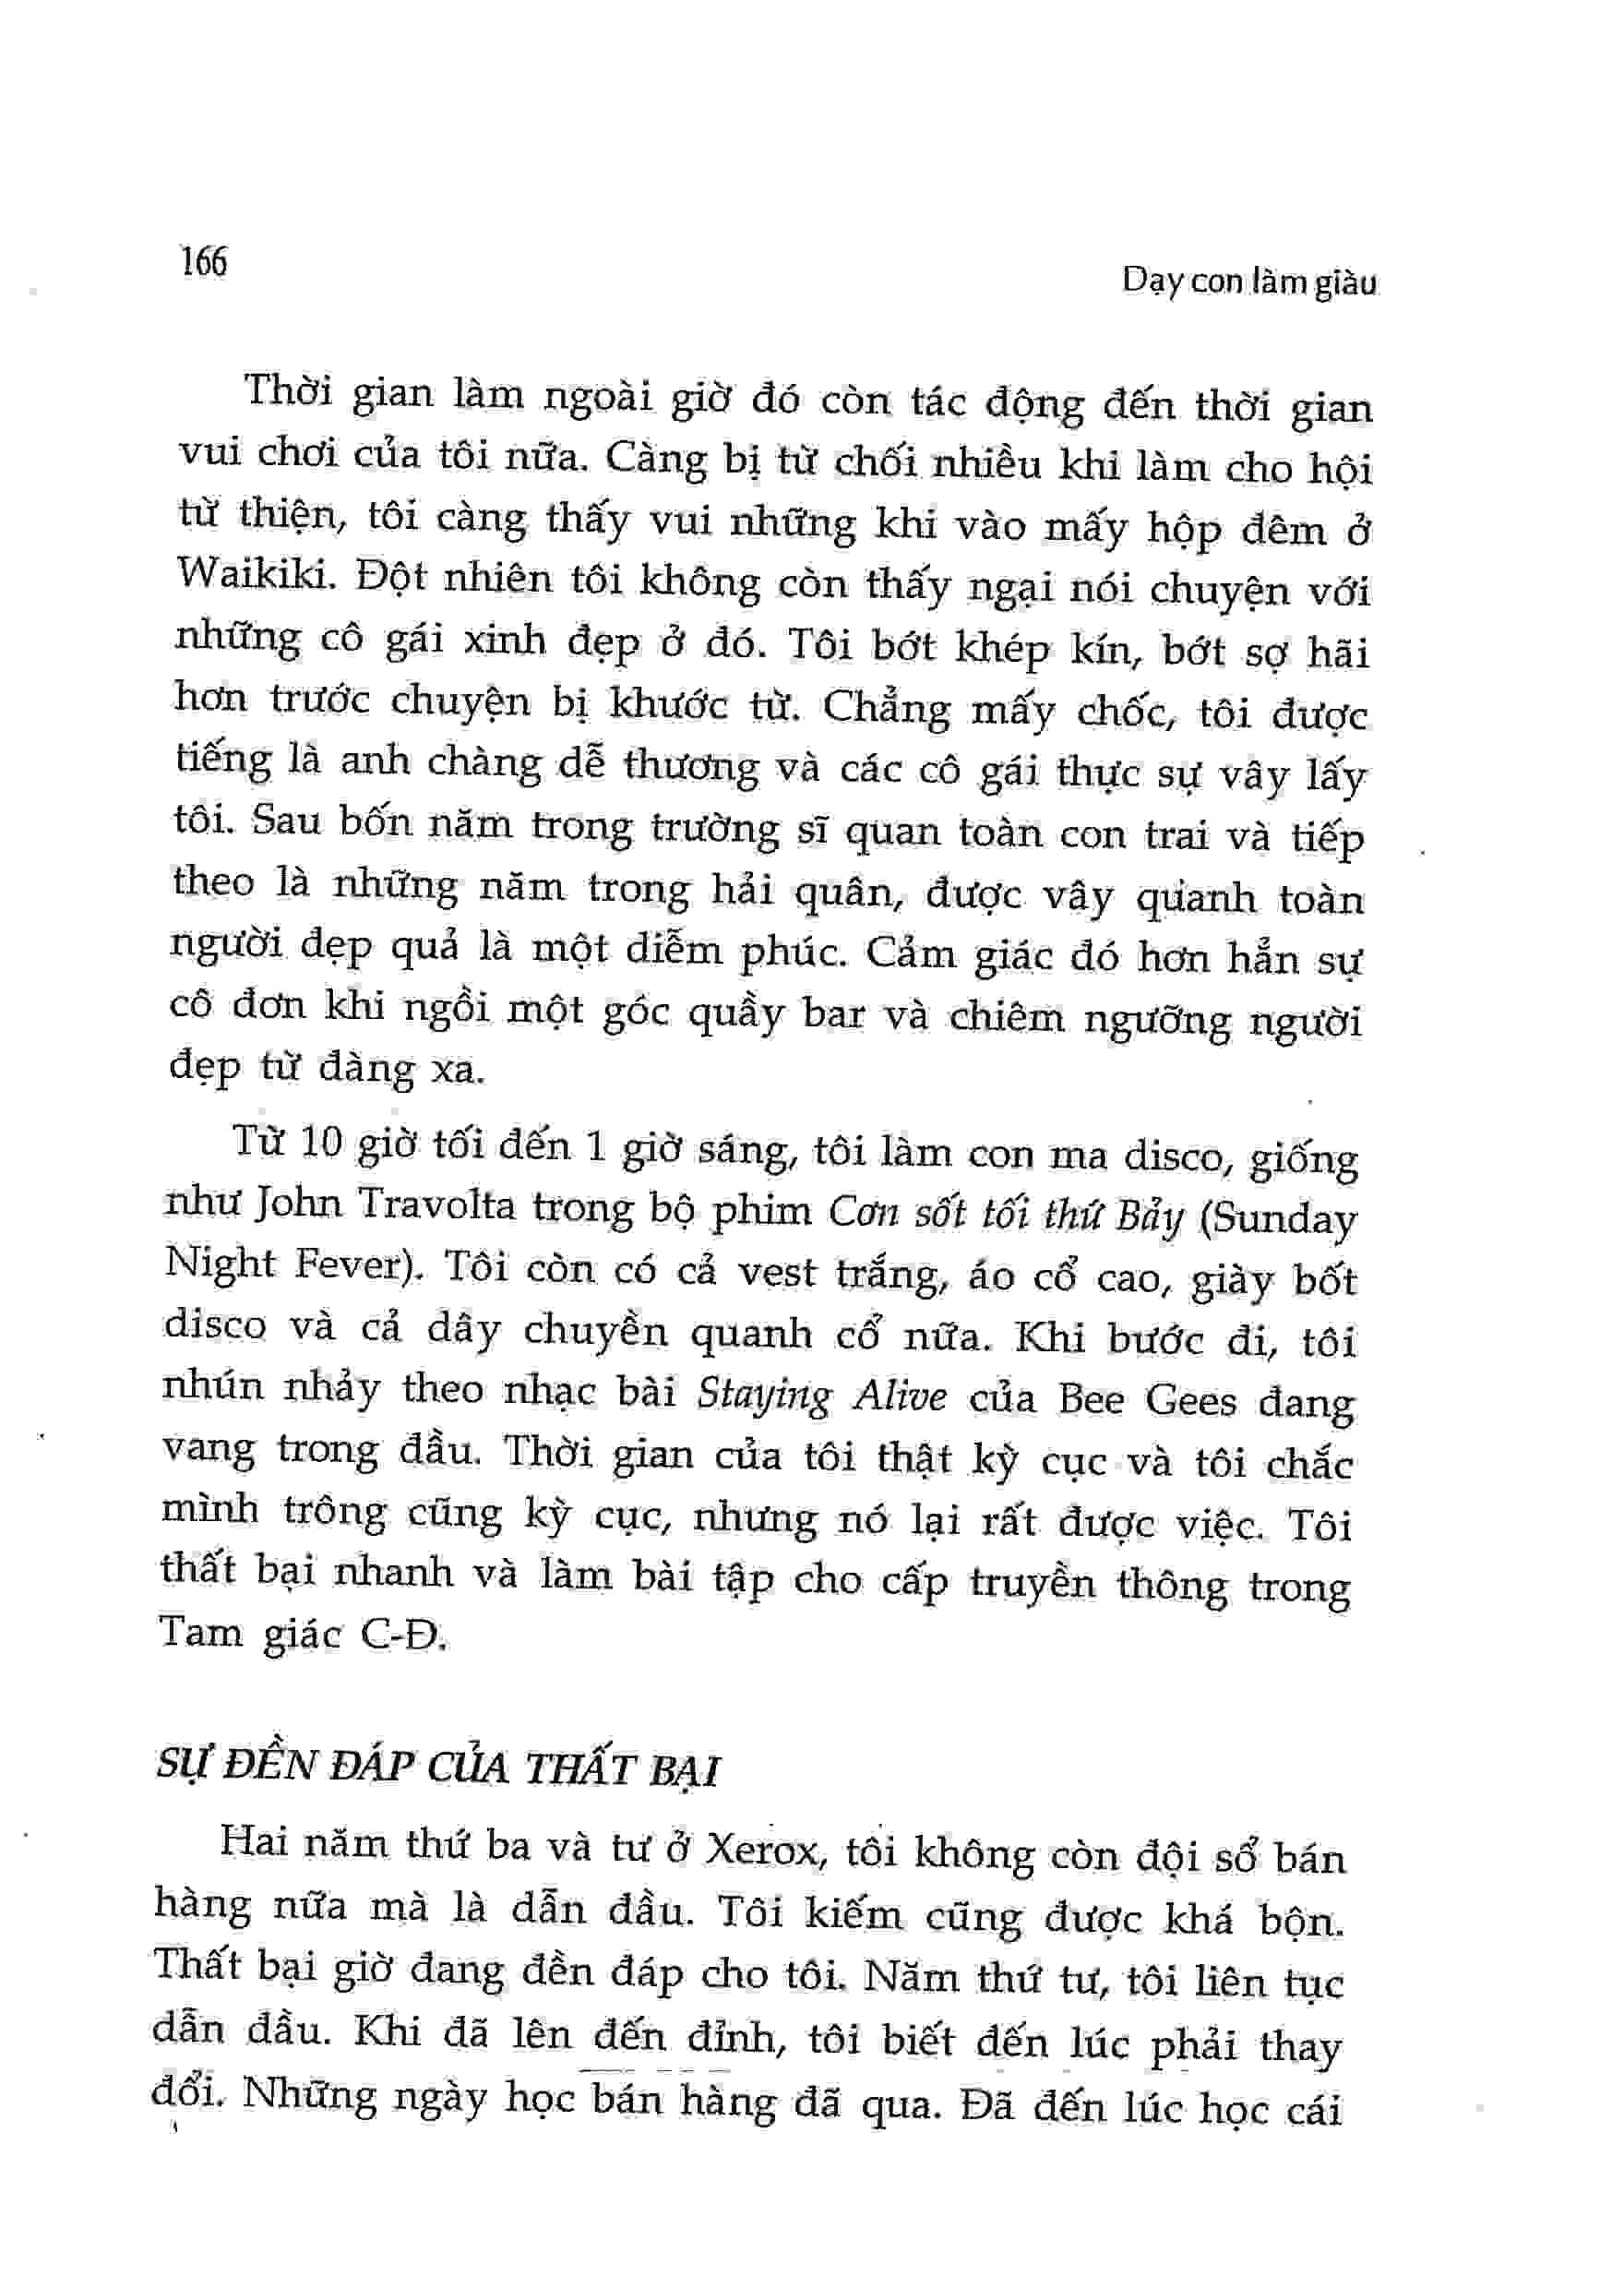 166
Dạy con làm giàu
Thời gian làm ngoài giờ đó còn tác động đến thời gian
vui chơi của tôi nữa. Càng bị từ chối nhiều khi làm cho hội
từ thiện, tôi càng thấy vui những khi vào mấy hộp đêm ở
Waikiki. Đột nhiên tôi không còn thấy ngại nói chuyện với
những cô gái xinh đẹp ở đó. Tôi bớt khép kín, bớt sợ hãi
hơn trước chuyện bị khước từ. Chẳng mấy chốc, tôi được
tiếng là anh chàng dễ thương và các cô gái thực sự vây lấy
tôi. Sau bốn năm trong trường sĩ quan toàn con trai và tiếp
theo là những năm trong hải quân, được vây quanh toàn
người đẹp quả là một diễm phúc. Cảm giác đó hơn hẳn sự
cô đơn khi ngồi một góc quầy bar và chiêm ngưỡng người
đẹp từ đàng xa.
Từ 10 giờ tối đến 1 giờ sáng, tôi làm con ma disco, giống
như John Travolta trong bộ phim Cơn sốt tối thứ Bảy (Sunday
Night Fever). Tôi còn có cả vest trắng, áo cổ cao, giày bốt
disco và cả dây chuyền quanh cổ nữa. Khi bước đi, tôi
nhún nhảy theo nhạc bài Staying Alive của Bee Gees đang
vang trong đầu. Thời gian của tôi thật kỳ cục và tôi chắc
mình trông cũng kỳ cục, nhưng nó lại rất được việc. Tôi
thất bại nhanh và làm bài tập cho cấp truyền thông trong
Tam giác C-Đ.
SỰ ĐỀN ĐÁP CỦA THẤT BẠI
Hai năm thứ ba và tư ở Xerox, tôi không còn đội sổ bán
hàng nữa mà là dẫn đầu. Tôi kiếm cũng được khá bộn.
Thất bại giờ đang đền đáp cho tôi. Năm thứ tư, tôi liên tục
dẫn đầu. Khi đã lên đến đỉnh, tôi biết đến lúc phải thay
đổi. Những ngày học bán hàng đã qua. Đã đến lúc học cái